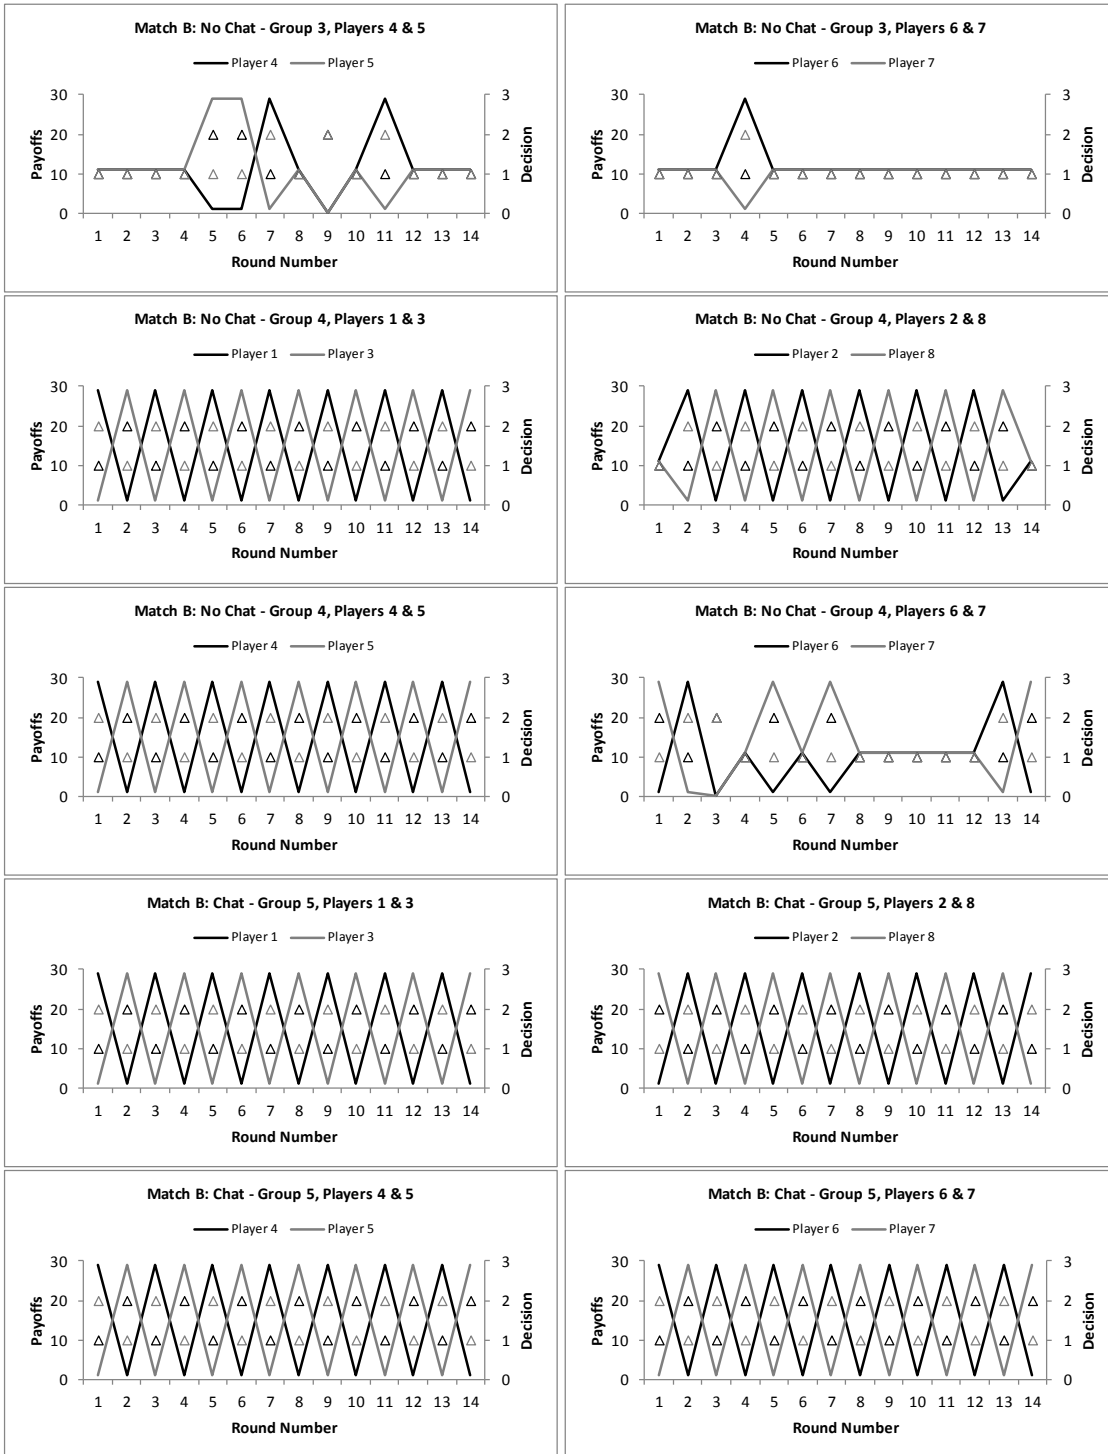 Match B: No Chat - Group 3, Players 4 & 5
Player 4 Player 5
30
20
10
0
3
2
1
0
Payoffs
Decision
1 2 3 4 5 6 7 8 9 10 11 12 13 14
Round Number
Match B: No Chat - Group 3, Players 6 & 7
Player 6 Player 7
30
20
10
0
3
2
1
0
Payoffs
Decision
1 2 3 4 5 6 7 8 9 10 11 12 13 14
Round Number
Match B: No Chat - Group 4, Players 1 & 3
Player 1 Player 3
30
20
10
0
3
2
1
0
Payoffs
Decision
1 2 3 4 5 6 7 8 9 10 11 12 13 14
Round Number
Match B: No Chat - Group 4, Players 2 & 8
Player 2 Player 8
30
20
10
0
3
2
1
0
Payoffs
Decision
1 2 3 4 5 6 7 8 9 10 11 12 13 14
Round Number
Match B: No Chat - Group 4, Players 4 & 5
Player 4 Player 5
30
20
10
0
3
2
1
0
Payoffs
Decision
1 2 3 4 5 6 7 8 9 10 11 12 13 14
Round Number
Match B: No Chat - Group 4, Players 6 & 7
Player 6 Player 7
30
20
10
0
3
2
1
0
Payoffs
Decision
1 2 3 4 5 6 7 8 9 10 11 12 13 14
Round Number
Match B: Chat - Group 5, Players 1 & 3
Player 1 Player 3
30
20
10
0
3
2
1
0
Payoffs
Decision
1 2 3 4 5 6 7 8 9 10 11 12 13 14
Round Number
Match B: Chat - Group 5, Players 2 & 8
Player 2 Player 8
30
20
10
0
3
2
1
0
Payoffs
Decision
1 2 3 4 5 6 7 8 9 10 11 12 13 14
Round Number
Match B: Chat - Group 5, Players 4 & 5
Player 4 Player 5
30
20
10
0
3
2
1
0
Payoffs
Decision
1 2 3 4 5 6 7 8 9 10 11 12 13 14
Round Number
Match B: Chat - Group 5, Players 6 & 7
Player 6 Player 7
30
20
10
0
3
2
1
0
Payoffs
Decision
1 2 3 4 5 6 7 8 9 10 11 12 13 14
Round Number